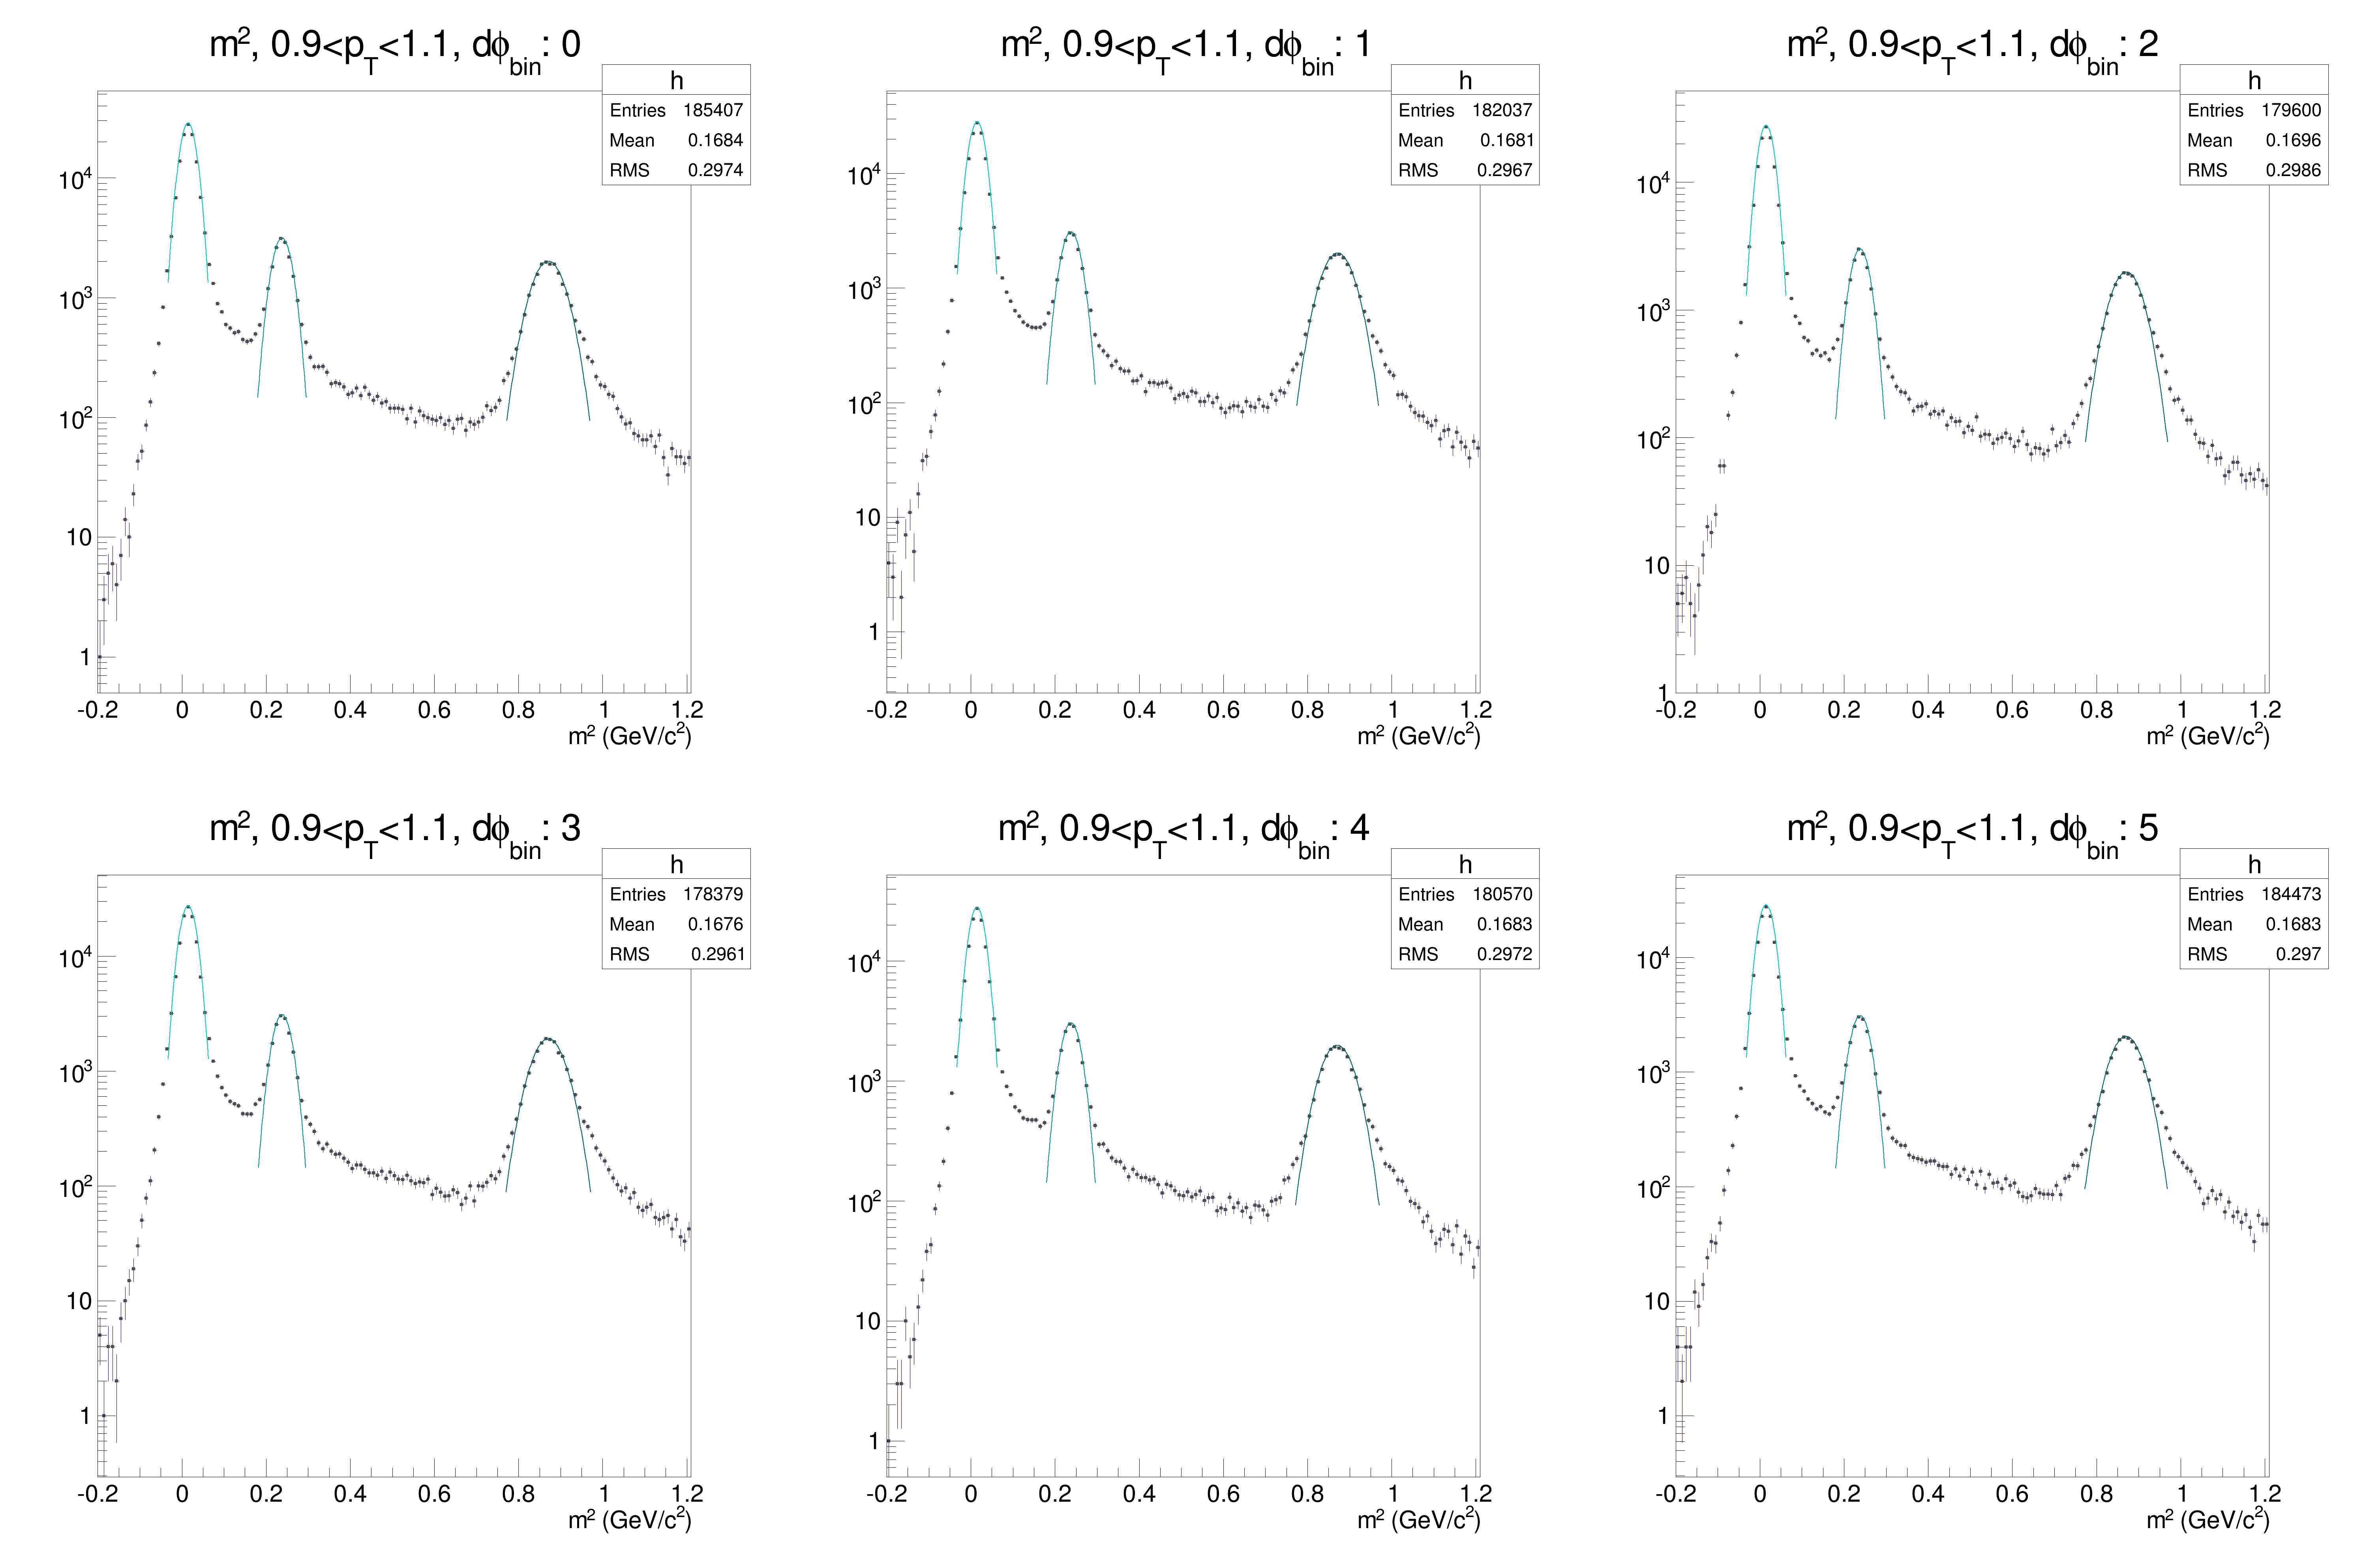 m², 0.9<p_T<1.1, dϕ_bin: 0
h
Entries 185407
Mean 0.1684
RMS 0.2974
10⁴
10³
10²
10
1
-0.2 0 0.2 0.4 0.6 0.8 1 1.2
m² (GeV/c²)
m², 0.9<p_T<1.1, dϕ_bin: 1
h
Entries 182037
Mean 0.1681
RMS 0.2967
10⁴
10³
10²
10
1
-0.2 0 0.2 0.4 0.6 0.8 1 1.2
m² (GeV/c²)
m², 0.9<p_T<1.1, dϕ_bin: 2
h
Entries 179600
Mean 0.1696
RMS 0.2986
10⁴
10³
10²
10
1
-0.2 0 0.2 0.4 0.6 0.8 1 1.2
m² (GeV/c²)
m², 0.9<p_T<1.1, dϕ_bin: 3
h
Entries 178379
Mean 0.1676
RMS 0.2961
10⁴
10³
10²
10
1
-0.2 0 0.2 0.4 0.6 0.8 1 1.2
m² (GeV/c²)
m², 0.9<p_T<1.1, dϕ_bin: 4
h
Entries 180570
Mean 0.1683
RMS 0.2972
10⁴
10³
10²
10
1
-0.2 0 0.2 0.4 0.6 0.8 1 1.2
m² (GeV/c²)
m², 0.9<p_T<1.1, dϕ_bin: 5
h
Entries 184473
Mean 0.1683
RMS 0.297
10⁴
10³
10²
10
1
-0.2 0 0.2 0.4 0.6 0.8 1 1.2
m² (GeV/c²)